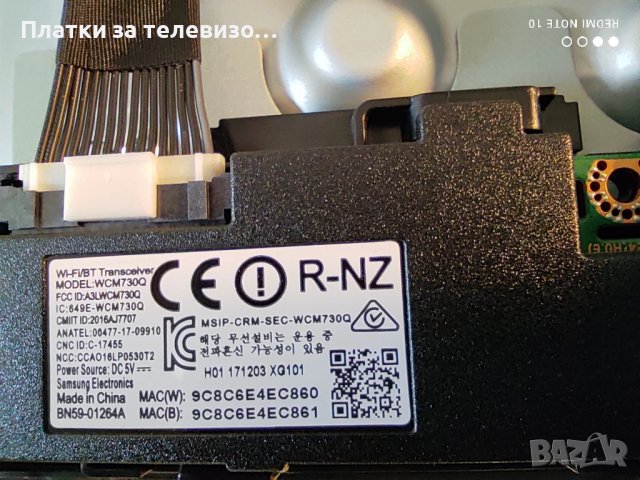 Платки за телевизо...
REDMI NOTE 10
WI-FI/BT Transceiver
MODEL:WCM730Q
FCC ID:A3LWCM730Q
IC:649E-WCM730Q
CMIIT ID:2016AJ7707
ANATEL:00477-17-09910
CNC ID:C-17455
NCC:CCAO16LP0530T2
Power Source: DC 5V
Samsung Electronics
Made in China
BN59-01264A
CE
R-NZ
MSIP-CRM-SEC-WCM730Q
해당 무선설비는 운용 중
전파혼신 가능성이 있음
H01 171203 XQ101
MAC(W) 9C8C6E4EC860
MAC(B) 9C8C6E4EC861
BAZAR